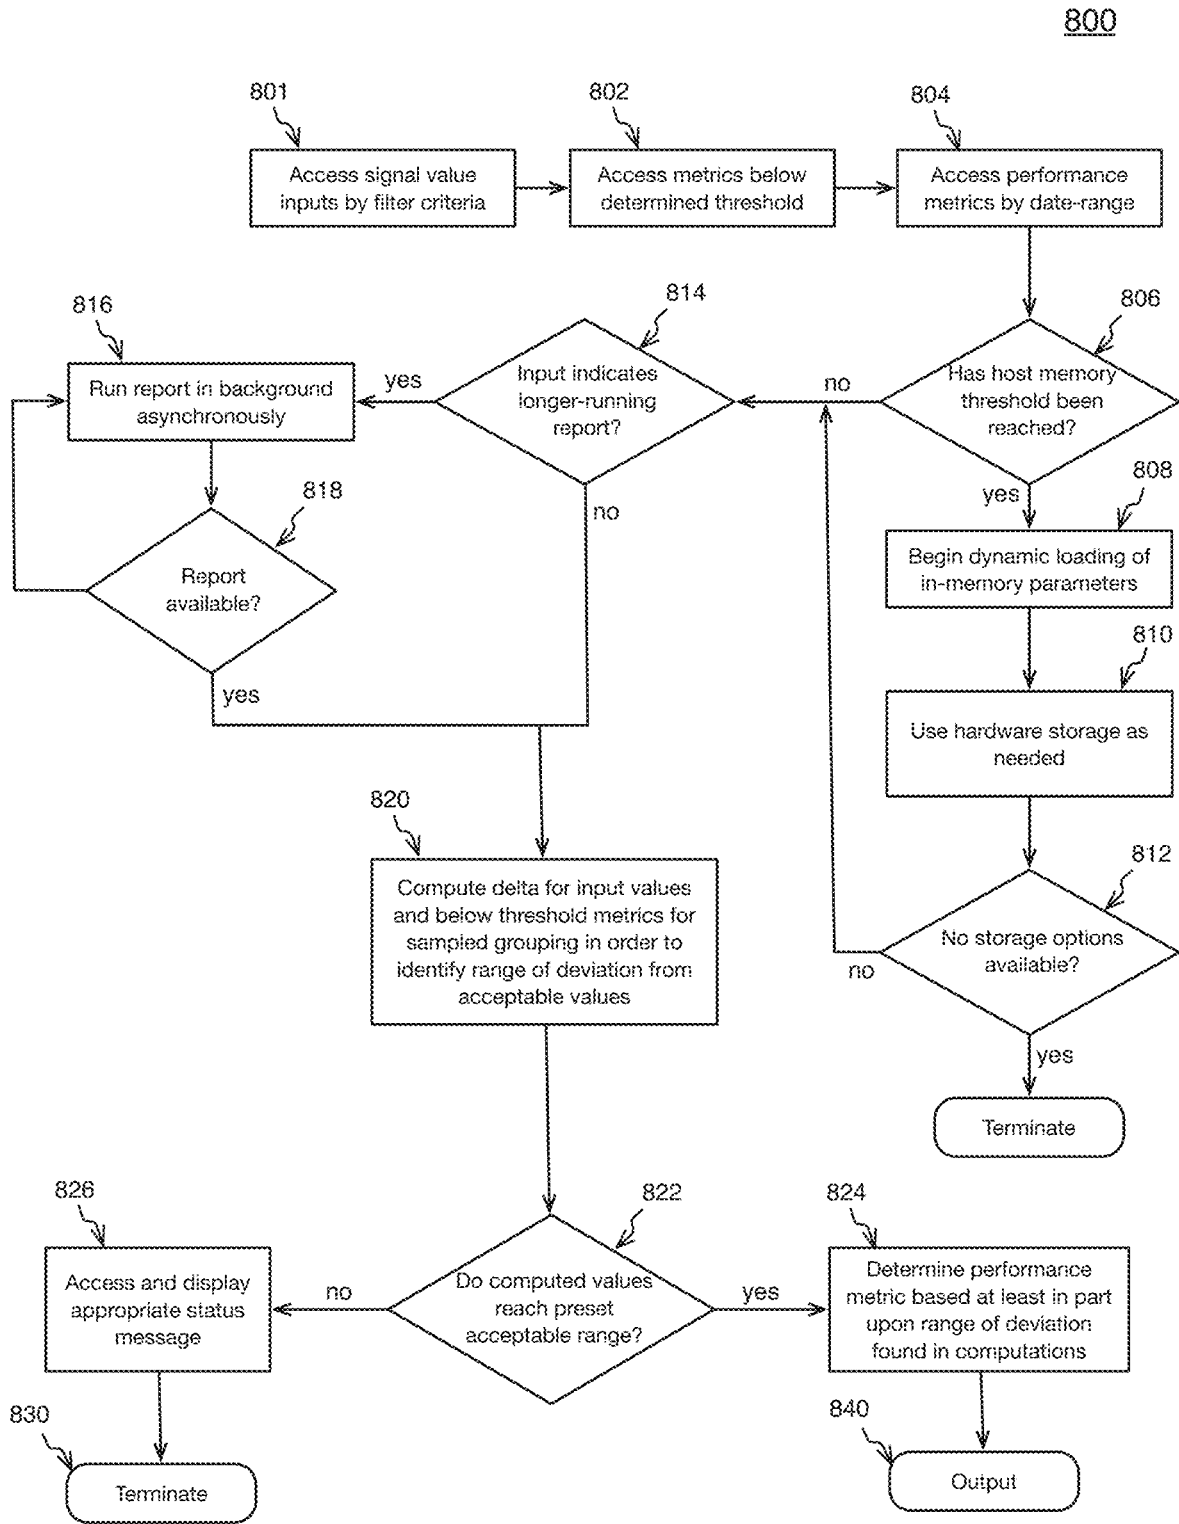 800
801
802
804
Access signal value
inputs by filter criteria
Access metrics below
determined threshold
Access performance
metrics by date-range
816
814
806
Run report in background
asynchronously
yes
Input indicates
longer-running
report?
no
Has host memory
threshold been
reached?
yes
808
818
no
Begin dynamic loading of
in-memory parameters
Report
available?
810
yes
Use hardware storage as
needed
820
812
Compute delta for input values
and below threshold metrics for
sampled grouping in order to
identify range of deviation from
acceptable values
No storage options
available?
no
yes
Terminate
826
822
824
Access and display
appropriate status
message
no
Do computed values
reach preset
acceptable range?
yes
Determine performance
metric based at least in part
upon range of deviation
found in computations
830
840
Terminate
Output